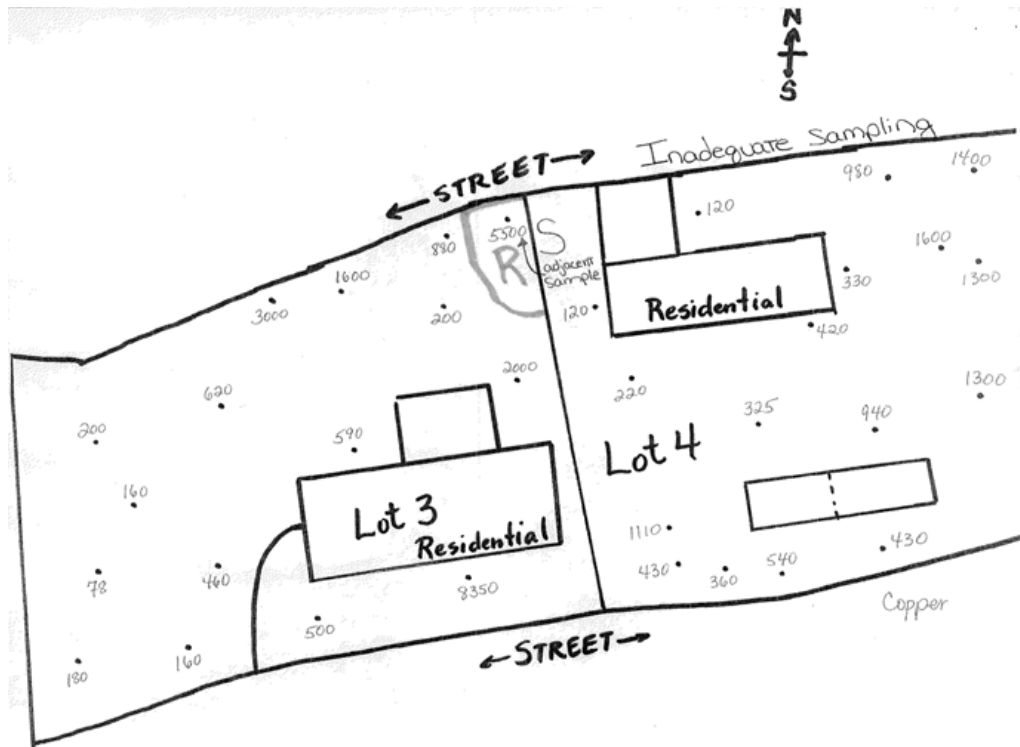 N
S
Inadequate Sampling
← STREET →
980
1400
120
880
5500
S
R
adjacent
sample
1600
3000
200
120
Residential
330
1600
1300
420
2000
220
620
200
590
325
940
1300
160
Lot 3
Residential
Lot 4
78
460
8350
500
180
160
1110
430
360
540
430
Copper
← STREET →